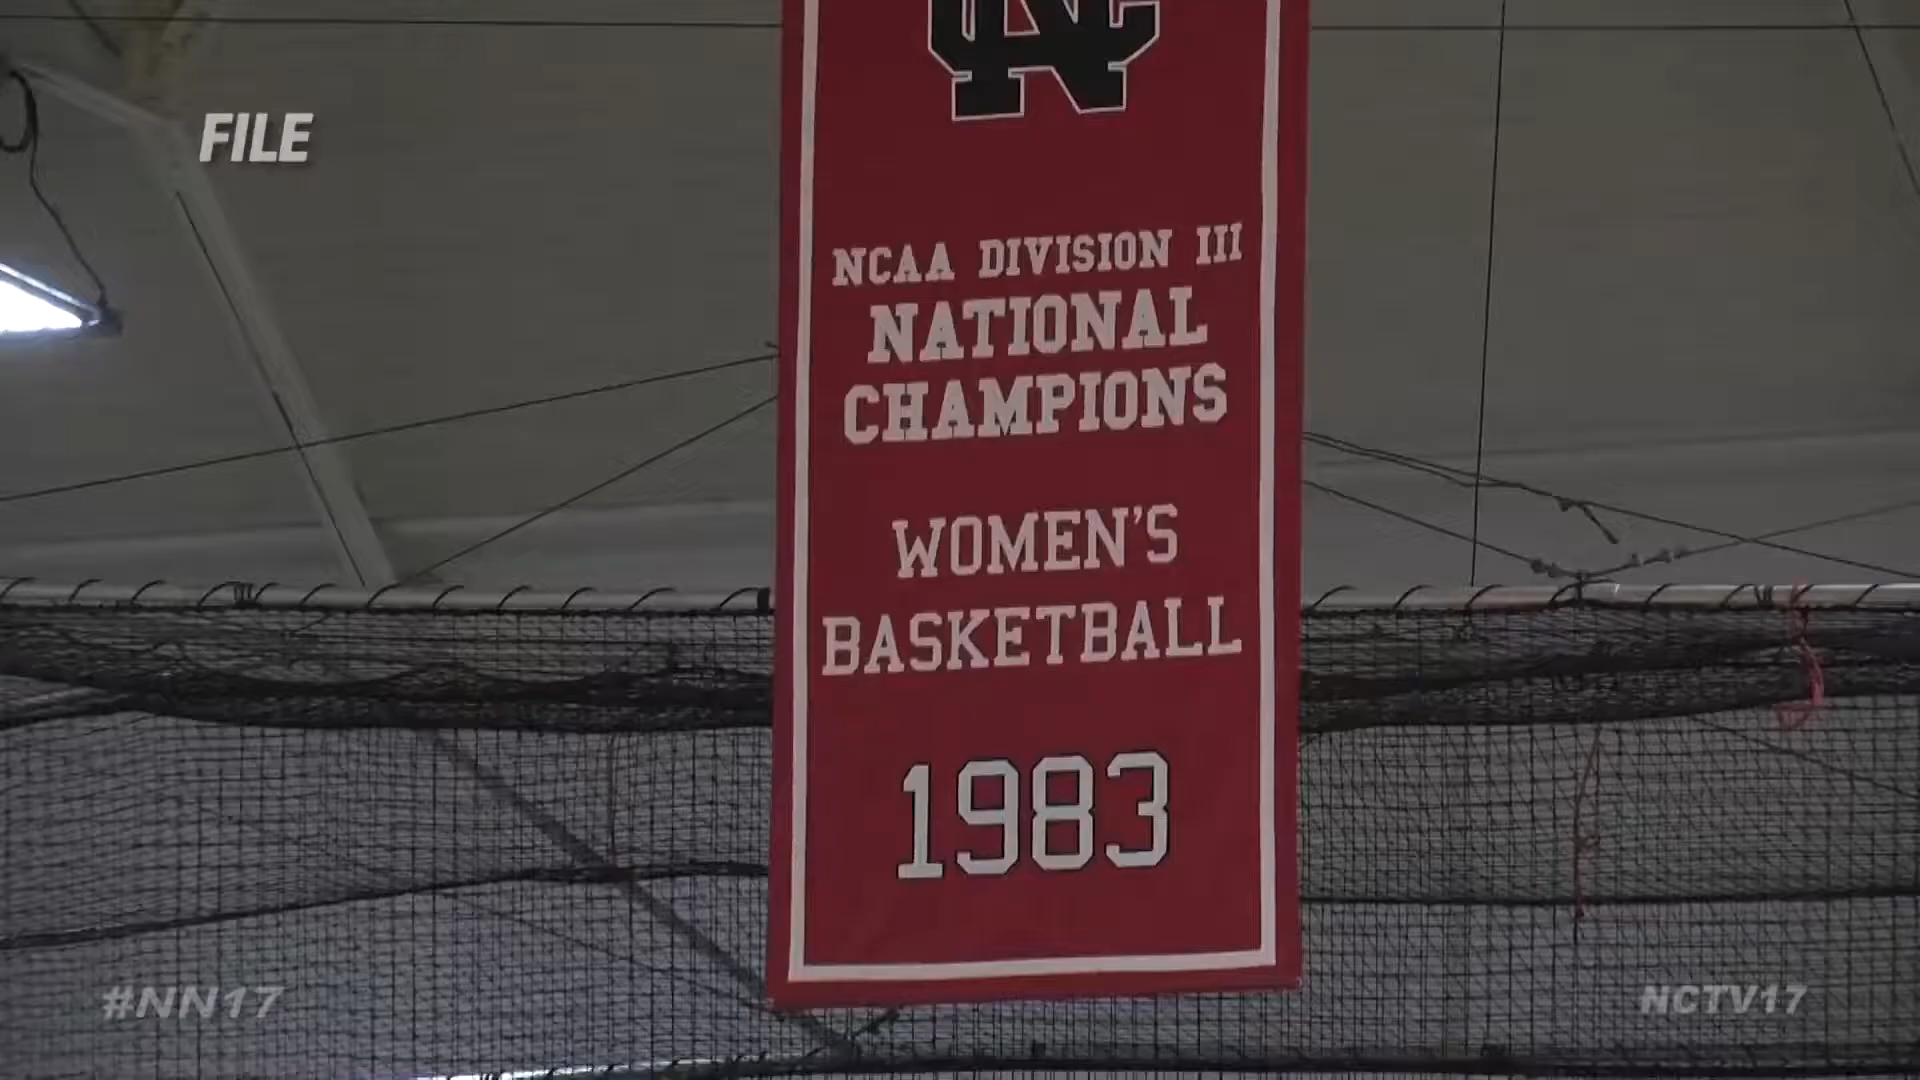 FILE
NC
NCAA DIVISION III
NATIONAL
CHAMPIONS
WOMEN'S
BASKETBALL
1983
#NN17
NCTV17